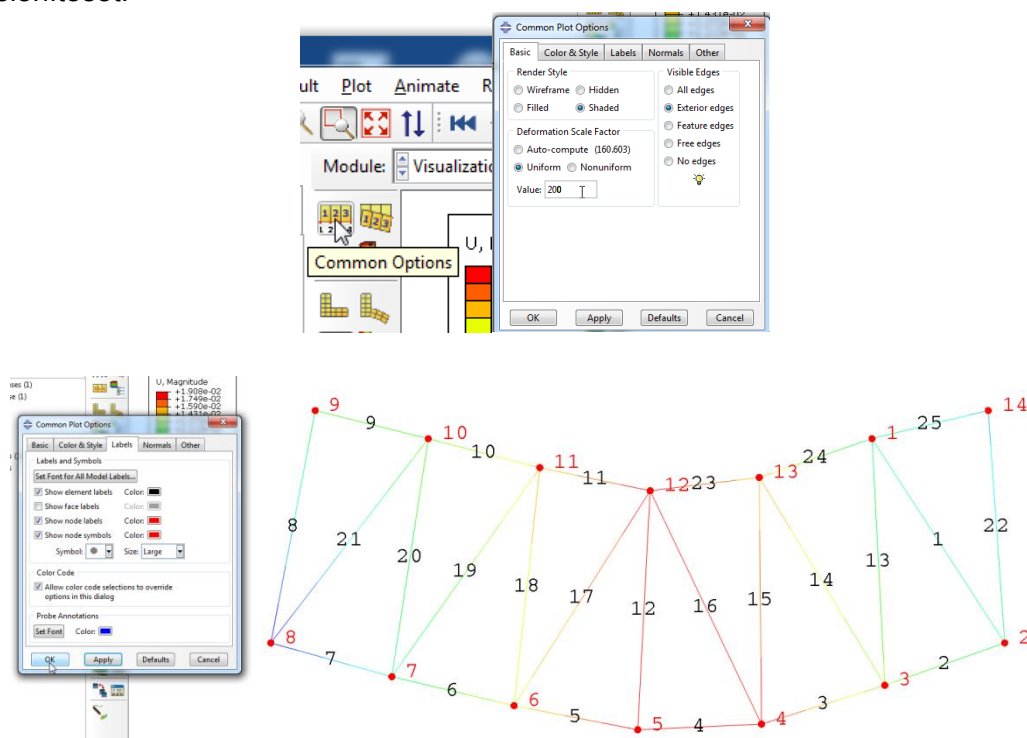 Common Plot Options
Basic Color & Style Labels Normals Other
Render Style
Wireframe Hidden
Filled Shaded
Visible Edges
All edges
Exterior edges
Feature edges
Free edges
No edges
Deformation Scale Factor
Auto-compute (160.603)
Uniform Nonuniform
Value: 200
OK Apply Defaults Cancel
ult Plot Animate R
Module: Visualizati
1 2 3
Common Options
U,
U, Magnitude
+1.908e-02
+1.749e-02
+1.590e-02
Common Plot Options
Basic Color & Style Labels Normals Other
Labels and Symbols
Set Font for All Model Labels...
Show element labels Color:
Show face labels Color:
Show node labels Color:
Show node symbols Color:
Symbol: Size: Large
Color Code
Allow color code selections to override
options in this dialog
Probe Annotations
Set Font Color:
OK Apply Defaults Cancel
9 9 10 10 11 11 12 23 13 24 1 25 14
8 21 20 19 18 17 12 16 15 14 13 1 22
8 7 7 6 6 5 5 4 4 3 3 2 2